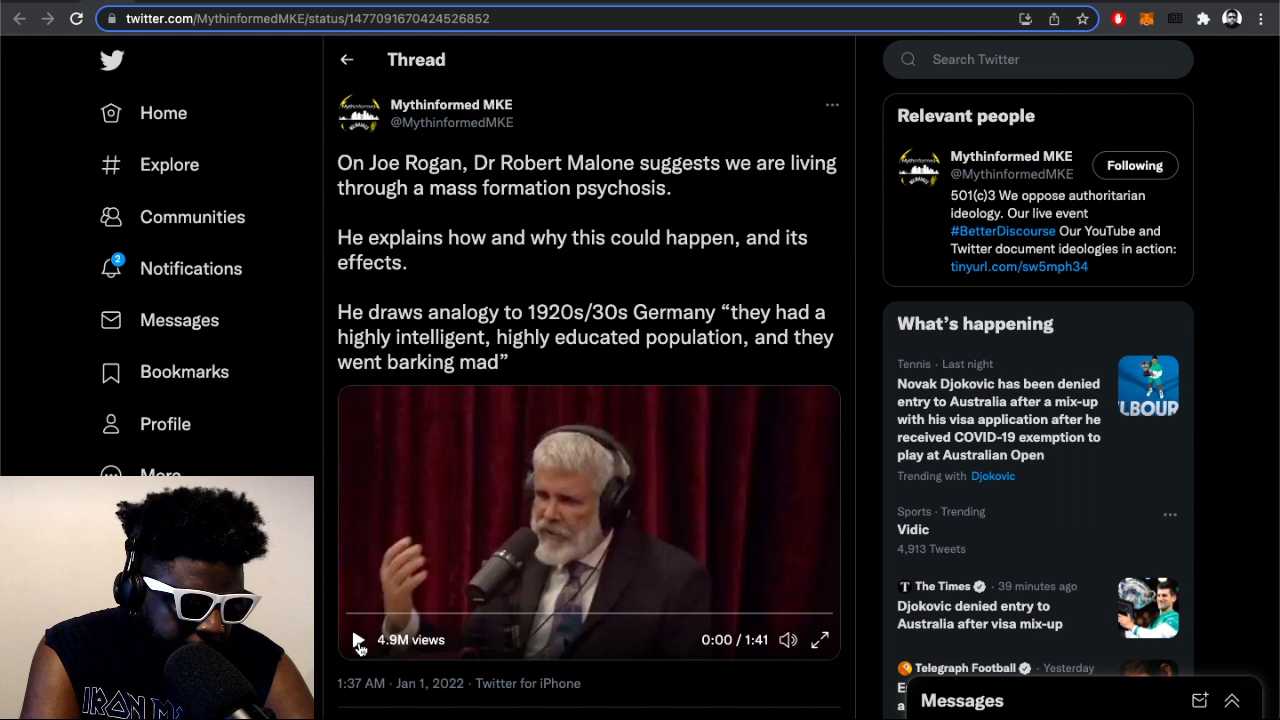 twitter.com/MythinformedMKE/status/1477091670424526852
Home
Explore
Communities
2
Notifications
Messages
Bookmarks
Profile
More
Thread
Mythinformed MKE
@MythinformedMKE
On Joe Rogan, Dr Robert Malone suggests we are living
through a mass formation psychosis.
He explains how and why this could happen, and its
effects.
He draws analogy to 1920s/30s Germany “they had a
highly intelligent, highly educated population, and they
went barking mad”
4.9M views
0:00 / 1:41
1:37 AM · Jan 1, 2022 · Twitter for iPhone
Search Twitter
Relevant people
Mythinformed MKE
@MythinformedMKE
Following
501(c)3 We oppose authoritarian
ideology. Our live event
#BetterDiscourse Our YouTube and
Twitter document ideologies in action:
tinyurl.com/sw5mph34
What’s happening
Tennis · Last night
Novak Djokovic has been denied
entry to Australia after a mix-up
with his visa application after he
received COVID-19 exemption to
play at Australian Open
Trending with Djokovic
Sports · Trending
Vidic
4,913 Tweets
The Times · 39 minutes ago
Djokovic denied entry to
Australia after visa mix-up
Telegraph Football · Yesterday
Messages
IRON M